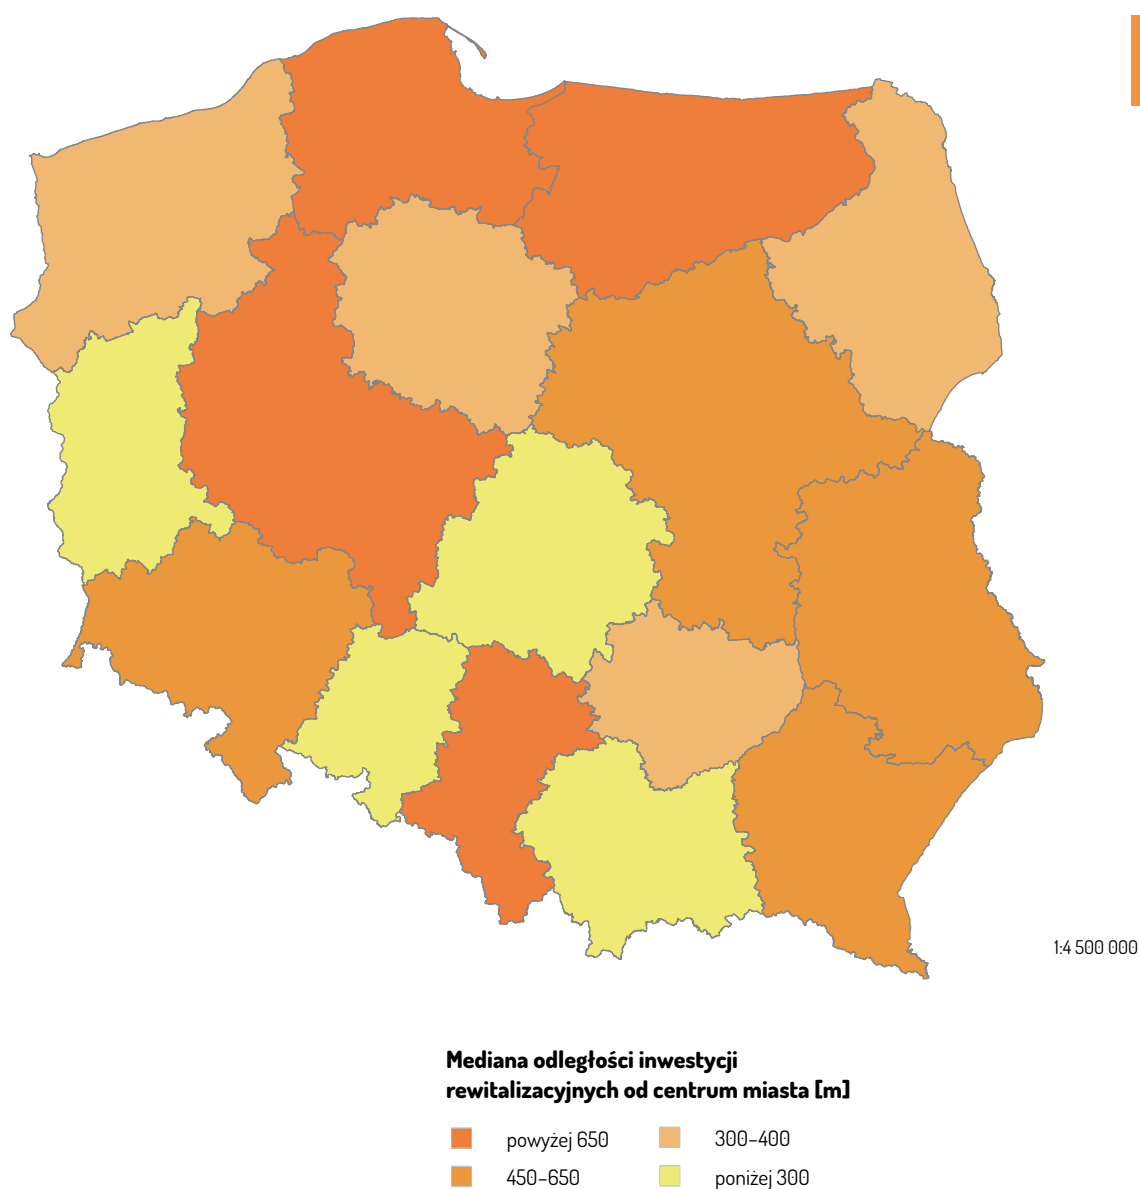 1:4 500 000
Mediana odległości inwestycji
rewitalizacyjnych od centrum miasta [m]
powyżej 650
300–400
450–650
poniżej 300